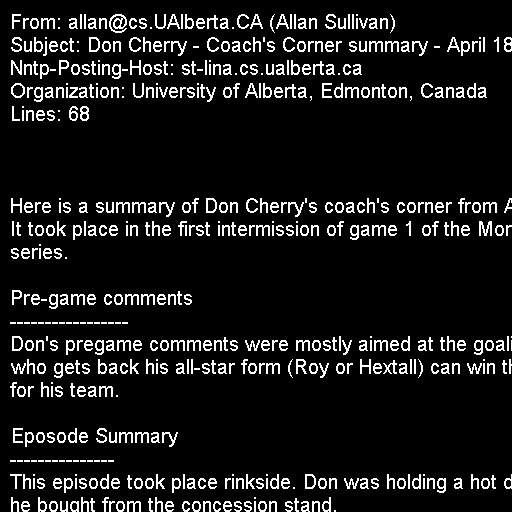 From: allan@cs.UAlberta.CA (Allan Sullivan)
Subject: Don Cherry - Coach's Corner summary - April 18
Nntp-Posting-Host: st-lina.cs.ualberta.ca
Organization: University of Alberta, Edmonton, Canada
Lines: 68
Here is a summary of Don Cherry's coach's corner from
It took place in the first intermission of game 1 of the
series.
Pre-game comments
-----------------
Don's pregame comments were mostly aimed at the
who gets back his all-star form (Roy or Hextall) can win
for his team.
Eposode Summary
---------------
This episode took place rinkside. Don was holding a hot
he bought from the concession stand.